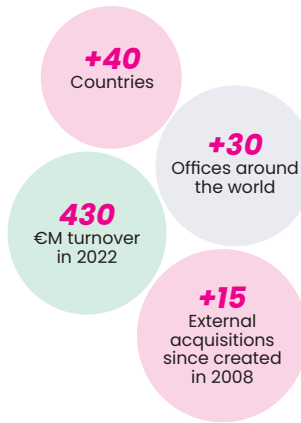 +40
Countries
+30
Offices around
the world
430
€M turnover
in 2022
+15
External
acquisitions
since created
in 2008